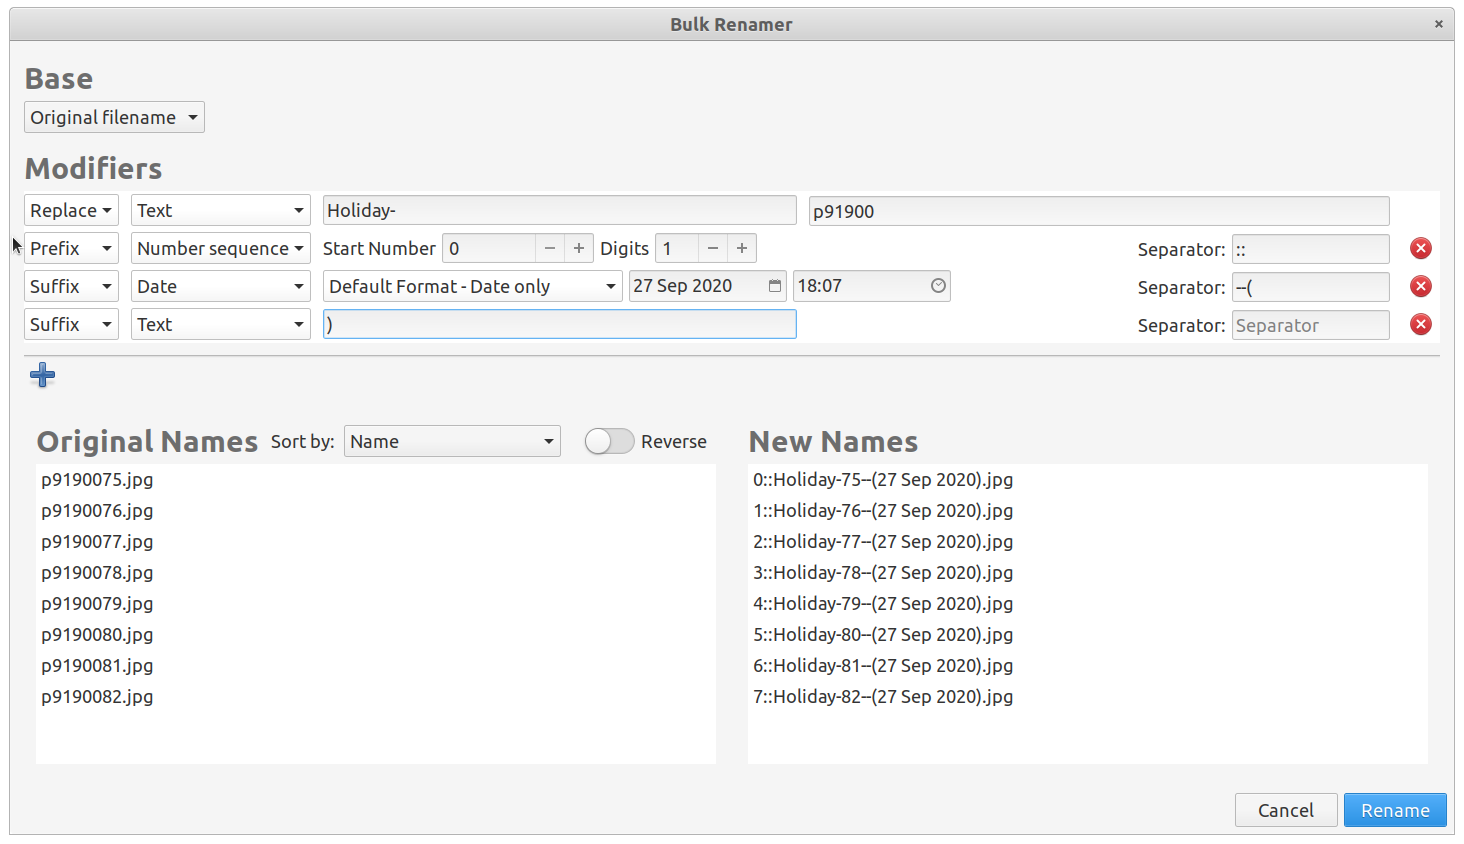 Bulk Renamer ×
Base
Original filename
Modifiers
Replace Text Holiday- p91900
Prefix Number sequence Start Number 0 − + Digits 1 − + Separator: ::
Suffix Date Default Format - Date only 27 Sep 2020 18:07 Separator: --(
Suffix Text ) Separator: Separator
Original Names Sort by: Name Reverse New Names
p9190075.jpg 0::Holiday-75--(27 Sep 2020).jpg
p9190076.jpg 1::Holiday-76--(27 Sep 2020).jpg
p9190077.jpg 2::Holiday-77--(27 Sep 2020).jpg
p9190078.jpg 3::Holiday-78--(27 Sep 2020).jpg
p9190079.jpg 4::Holiday-79--(27 Sep 2020).jpg
p9190080.jpg 5::Holiday-80--(27 Sep 2020).jpg
p9190081.jpg 6::Holiday-81--(27 Sep 2020).jpg
p9190082.jpg 7::Holiday-82--(27 Sep 2020).jpg
Cancel Rename